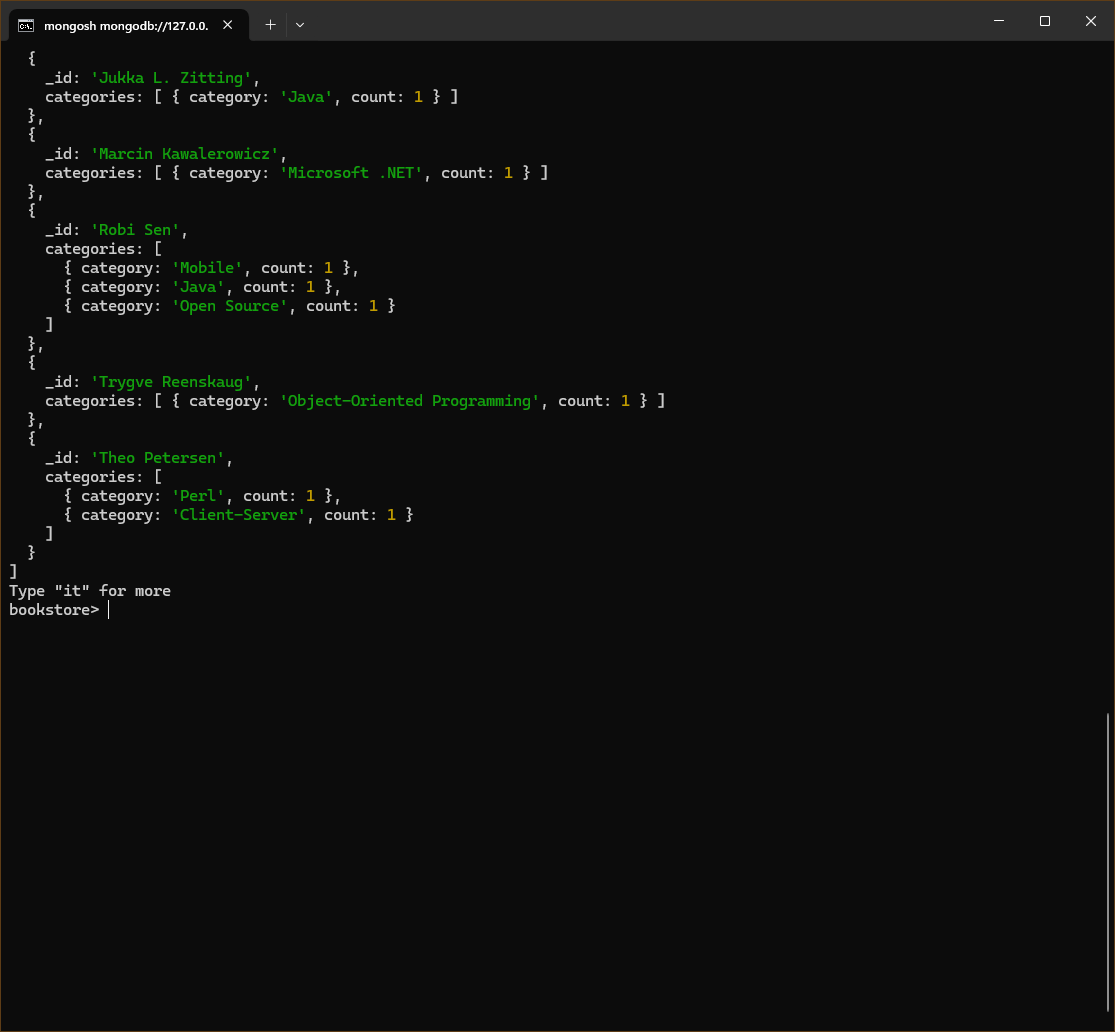 mongosh mongodb://127.0.0.
{
_id: 'Jukka L. Zitting',
categories: [ { category: 'Java', count: 1 } ]
},
{
_id: 'Marcin Kawalerowicz',
categories: [ { category: 'Microsoft .NET', count: 1 } ]
},
{
_id: 'Robi Sen',
categories: [
{ category: 'Mobile', count: 1 },
{ category: 'Java', count: 1 },
{ category: 'Open Source', count: 1 }
]
},
{
_id: 'Trygve Reenskaug',
categories: [ { category: 'Object-Oriented Programming', count: 1 } ]
},
{
_id: 'Theo Petersen',
categories: [
{ category: 'Perl', count: 1 },
{ category: 'Client-Server', count: 1 }
]
}
]
Type "it" for more
bookstore>